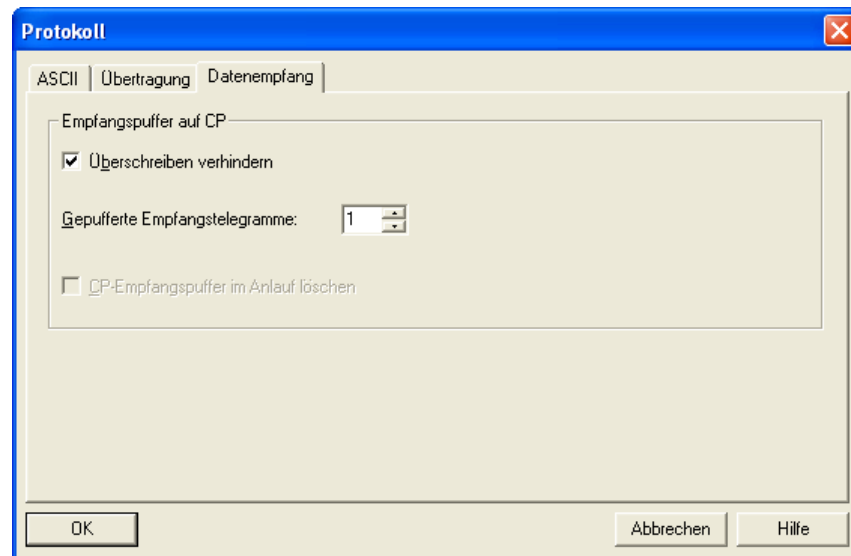 Protokoll
ASCII Übertragung Datenempfang
Empfangspuffer auf CP
Überschreiben verhindern
Gepufferte Empfangstelegramme: 1
CP-Empfangspuffer im Anlauf löschen
OK Abbrechen Hilfe